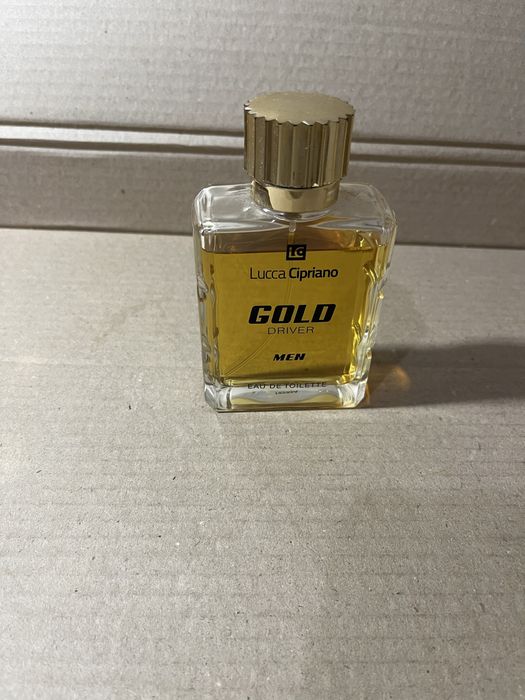 LC
Lucca Cipriano
GOLD
DRIVER
MEN
EAU DE TOILETTE